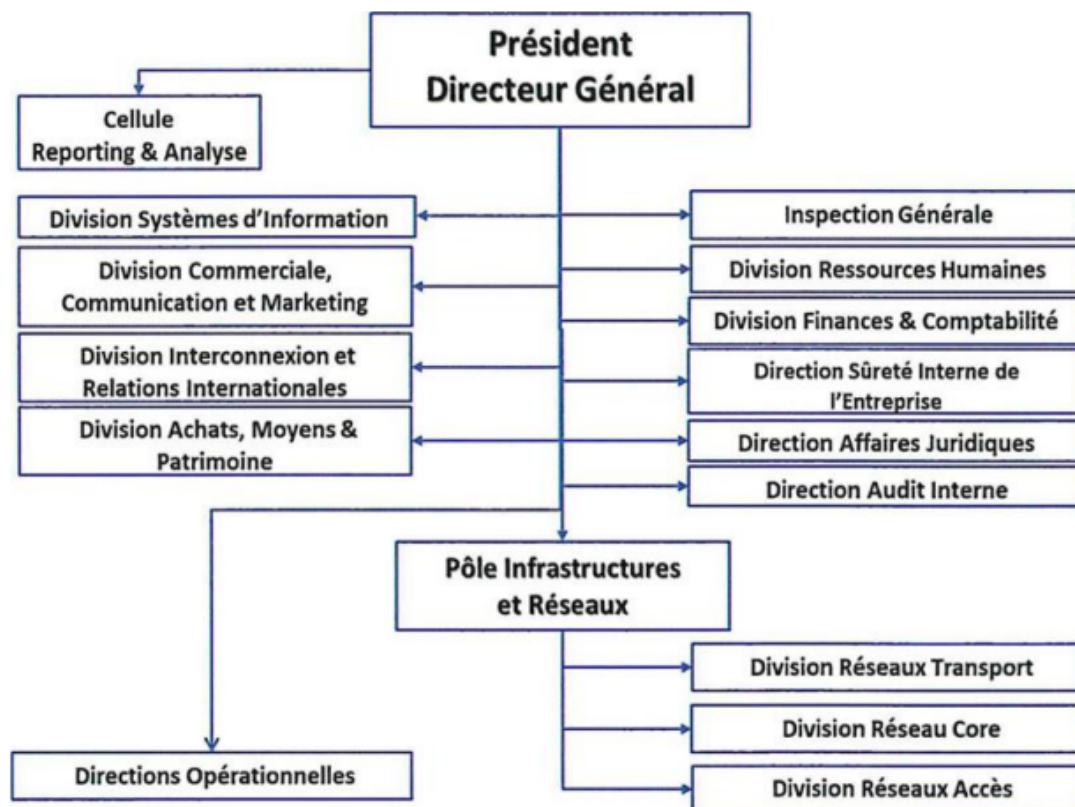 Président
Directeur Général
Cellule
Reporting & Analyse
Division Systèmes d'Information
Inspection Générale
Division Commerciale,
Communication et Marketing
Division Ressources Humaines
Division Finances & Comptabilité
Division Interconnexion et
Relations Internationales
Direction Sûreté Interne de
l'Entreprise
Division Achats, Moyens &
Patrimoine
Direction Affaires Juridiques
Direction Audit Interne
Pôle Infrastructures
et Réseaux
Division Réseaux Transport
Division Réseau Core
Directions Opérationnelles
Division Réseaux Accès